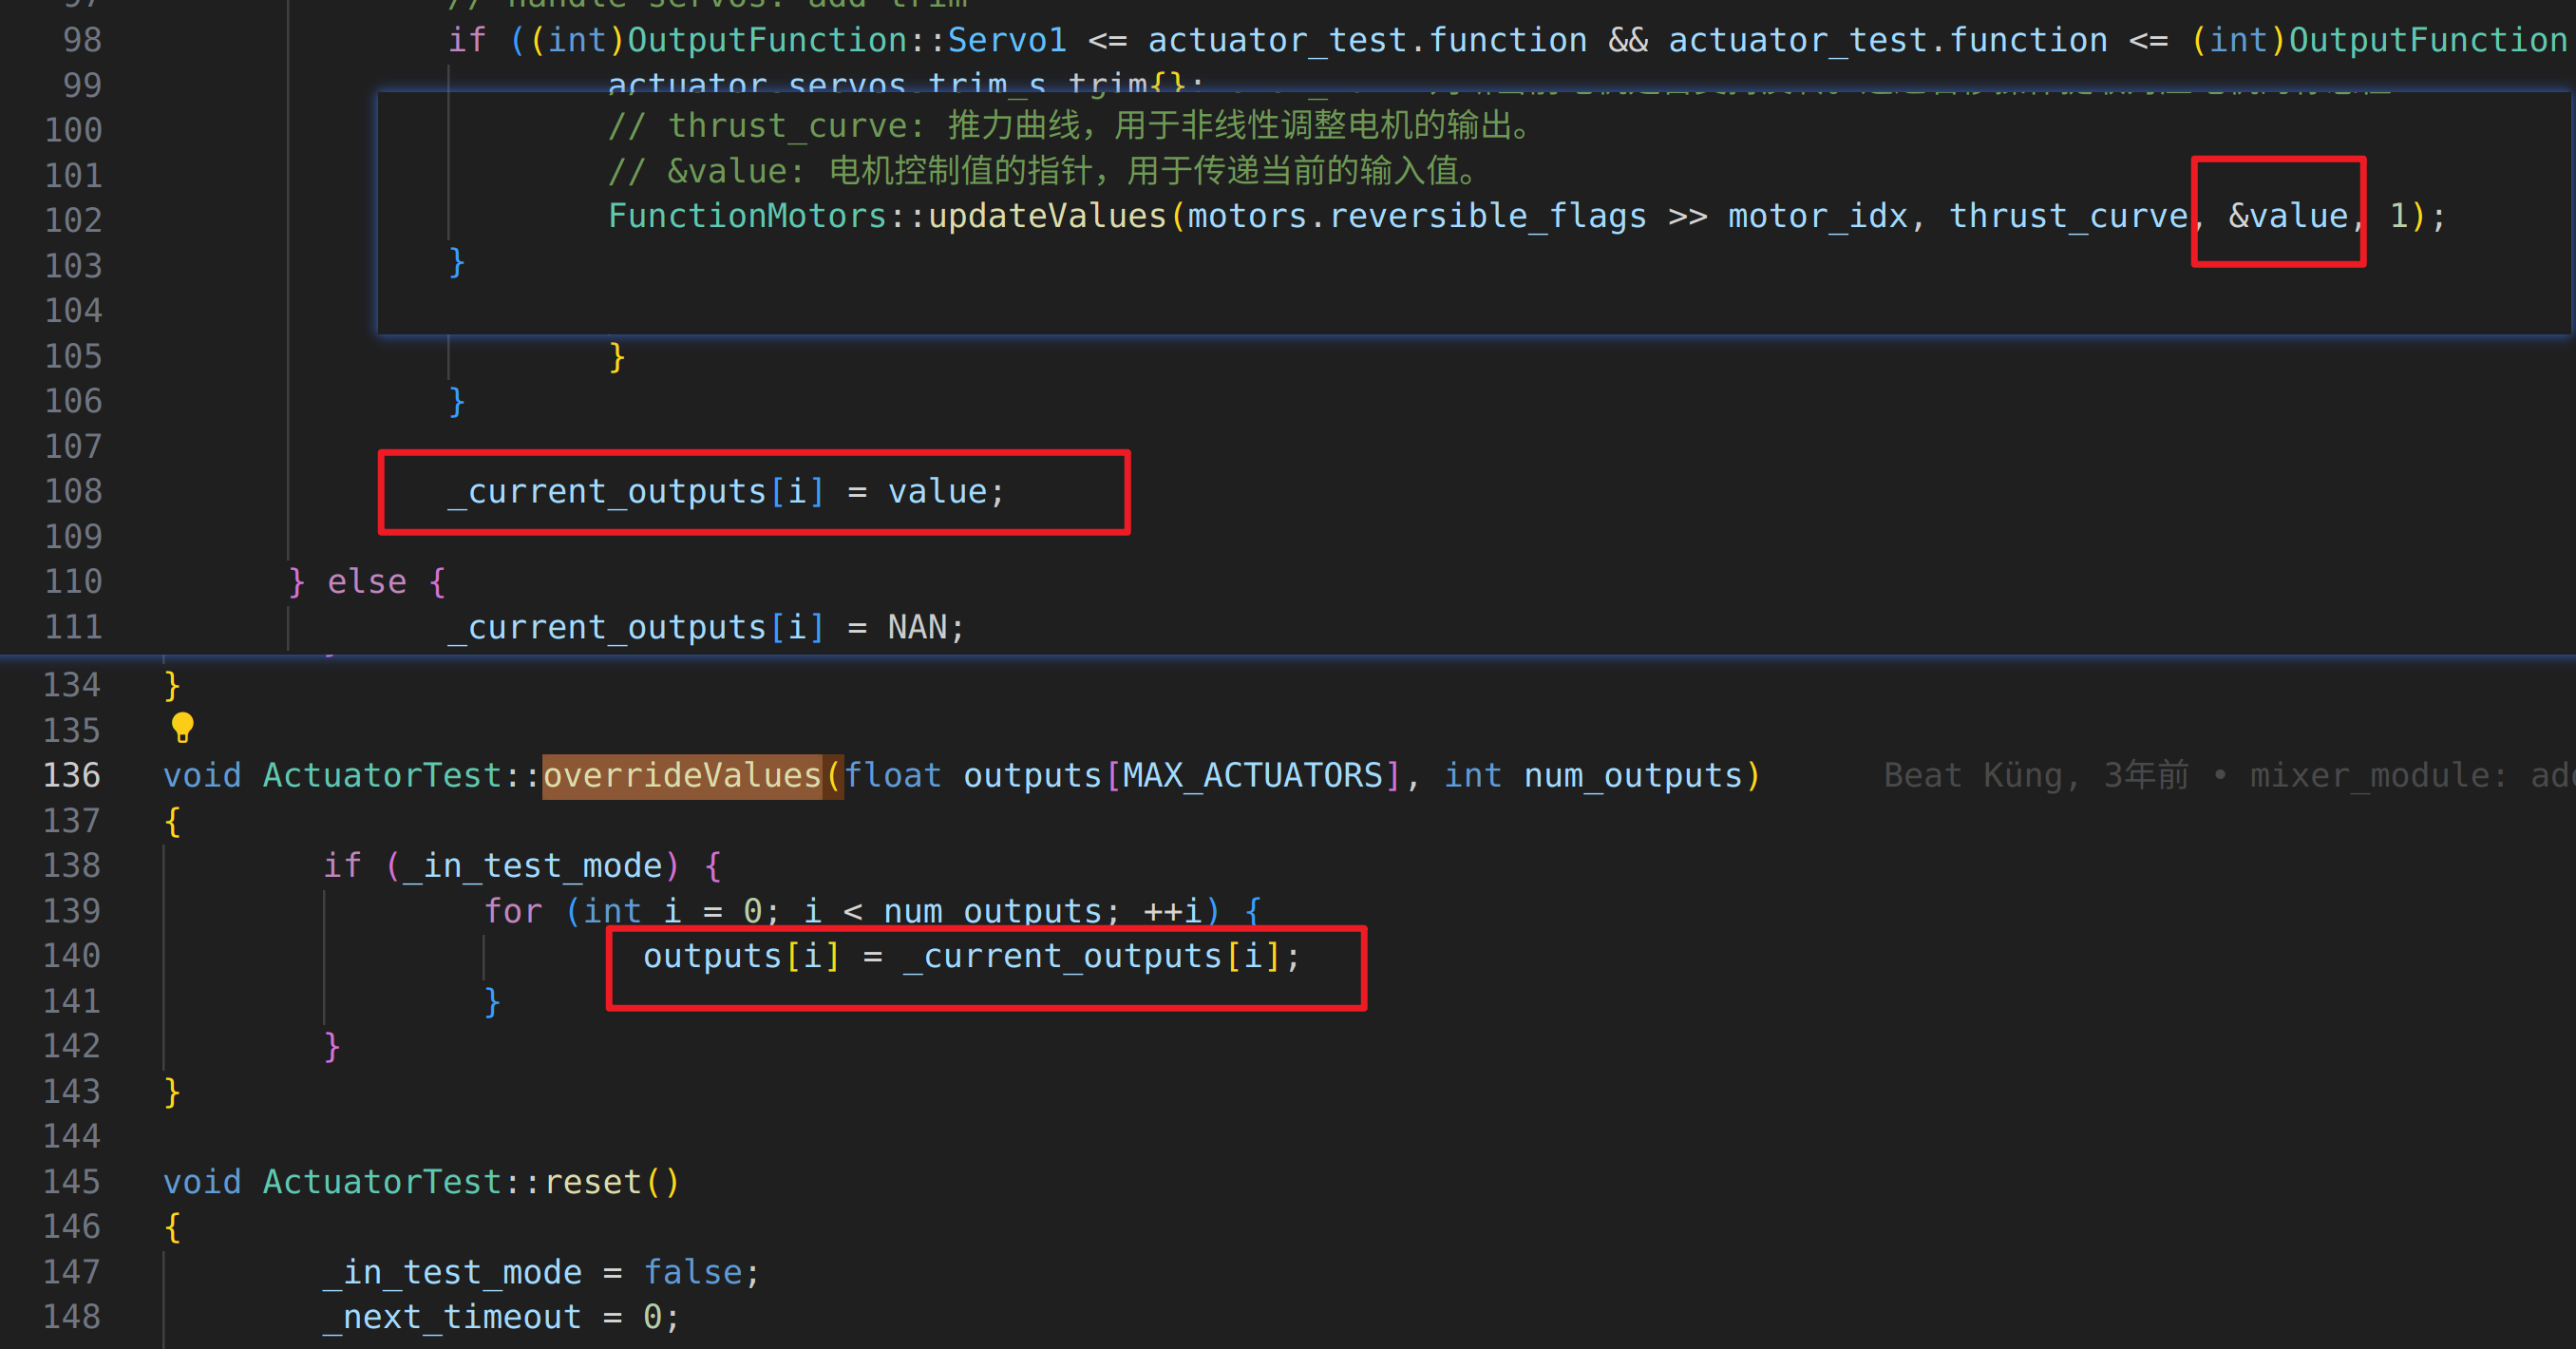 97 // handle servos: add trim
98 if ((int)OutputFunction::Servo1 <= actuator_test.function && actuator_test.function <= (int)OutputFunction
99 actuator_servos_trim_s trim{};
100 // thrust_curve: 推力曲线，用于非线性调整电机的输出。
101 // &value: 电机控制值的指针，用于传递当前的输入值。
102 FunctionMotors::updateValues(motors.reversible_flags >> motor_idx, thrust_curve, &value, 1);
103 }
104
105 }
106 }
107
108 _current_outputs[i] = value;
109
110 } else {
111 _current_outputs[i] = NAN;
134 }
135
136 void ActuatorTest::overrideValues(float outputs[MAX_ACTUATORS], int num_outputs) Beat Küng, 3年前 • mixer_module: add
137 {
138 if (_in_test_mode) {
139 for (int i = 0; i < num_outputs; ++i) {
140 outputs[i] = _current_outputs[i];
141 }
142 }
143 }
144
145 void ActuatorTest::reset()
146 {
147 _in_test_mode = false;
148 _next_timeout = 0;